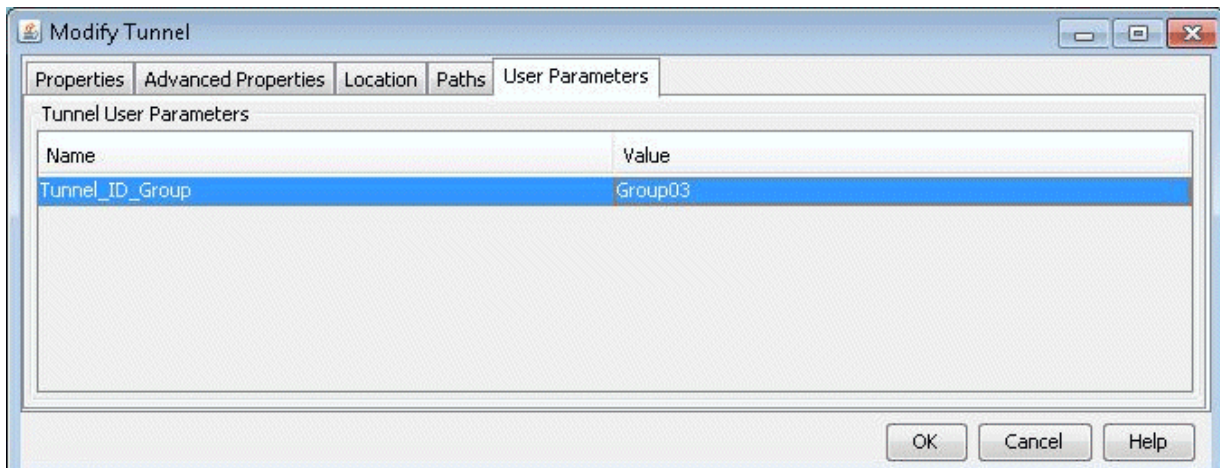 Modify Tunnel
Properties Advanced Properties Location Paths User Parameters
Tunnel User Parameters
Name Value
Tunnel_ID_Group Group03
OK Cancel Help